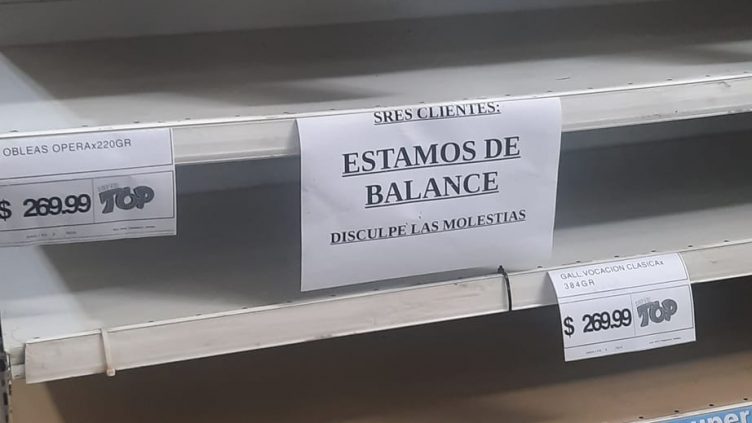 SRES CLIENTES:
ESTAMOS DE
BALANCE
DISCULPE LAS MOLESTIAS
OBLEAS OPERAx220GR
$ 269.99
TOP
GALL.VOCACION CLASICAx
384GR
$ 269.99
TOP